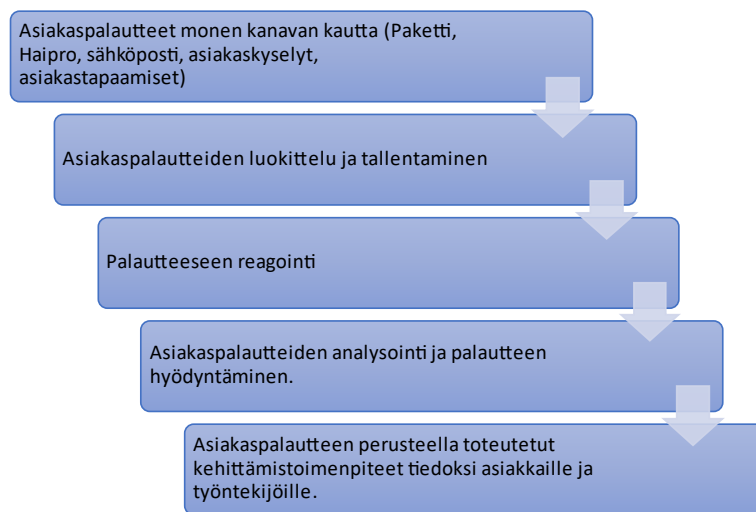 Asiakaspalautteet monen kanavan kautta (Paketti,
Haipro, sähköposti, asiakaskyselyt,
asiakastapaamiset)
Asiakaspalautteiden luokittelu ja tallentaminen
Palautteeseen reagointi
Asiakaspalautteiden analysointi ja palautteen
hyödyntäminen.
Asiakaspalautteen perusteella toteutetut
kehittämistoimenpiteet tiedoksi asiakkaille ja
työntekijöille.